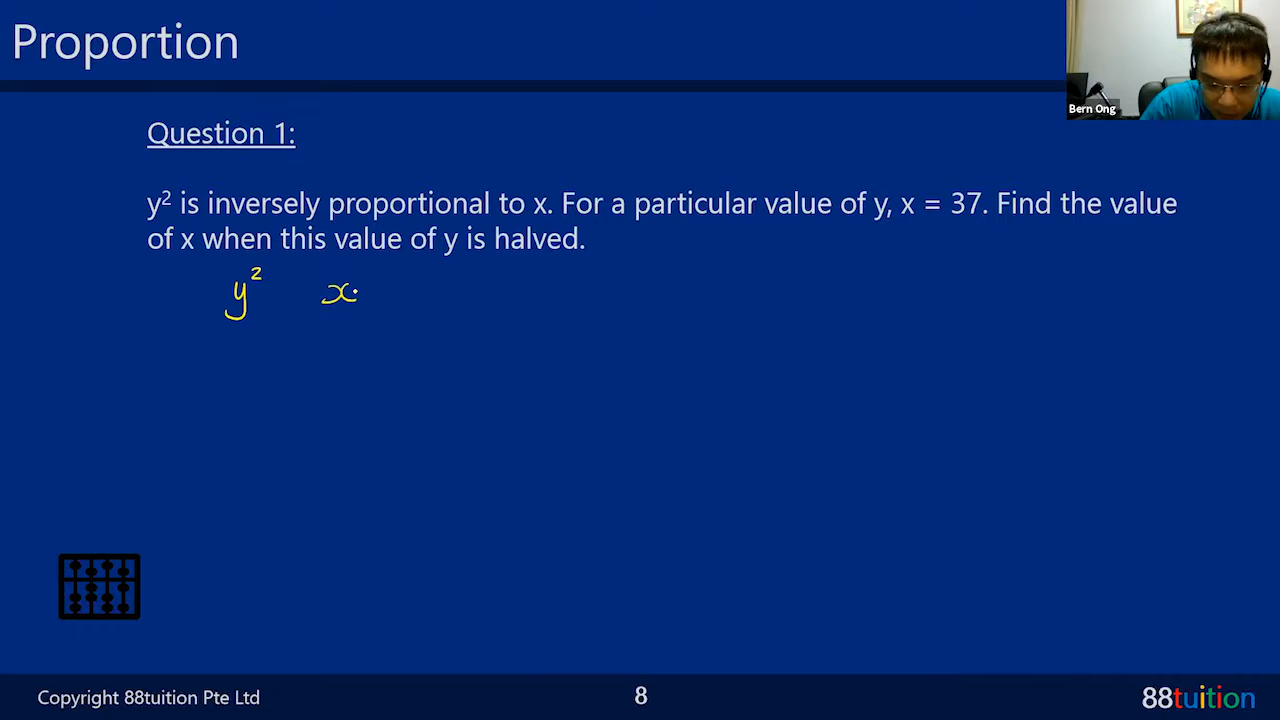 Proportion
Bern Ong
Question 1:
y² is inversely proportional to x. For a particular value of y, x = 37. Find the value
of x when this value of y is halved.
y² x
Copyright 88tuition Pte Ltd
8
88tuition